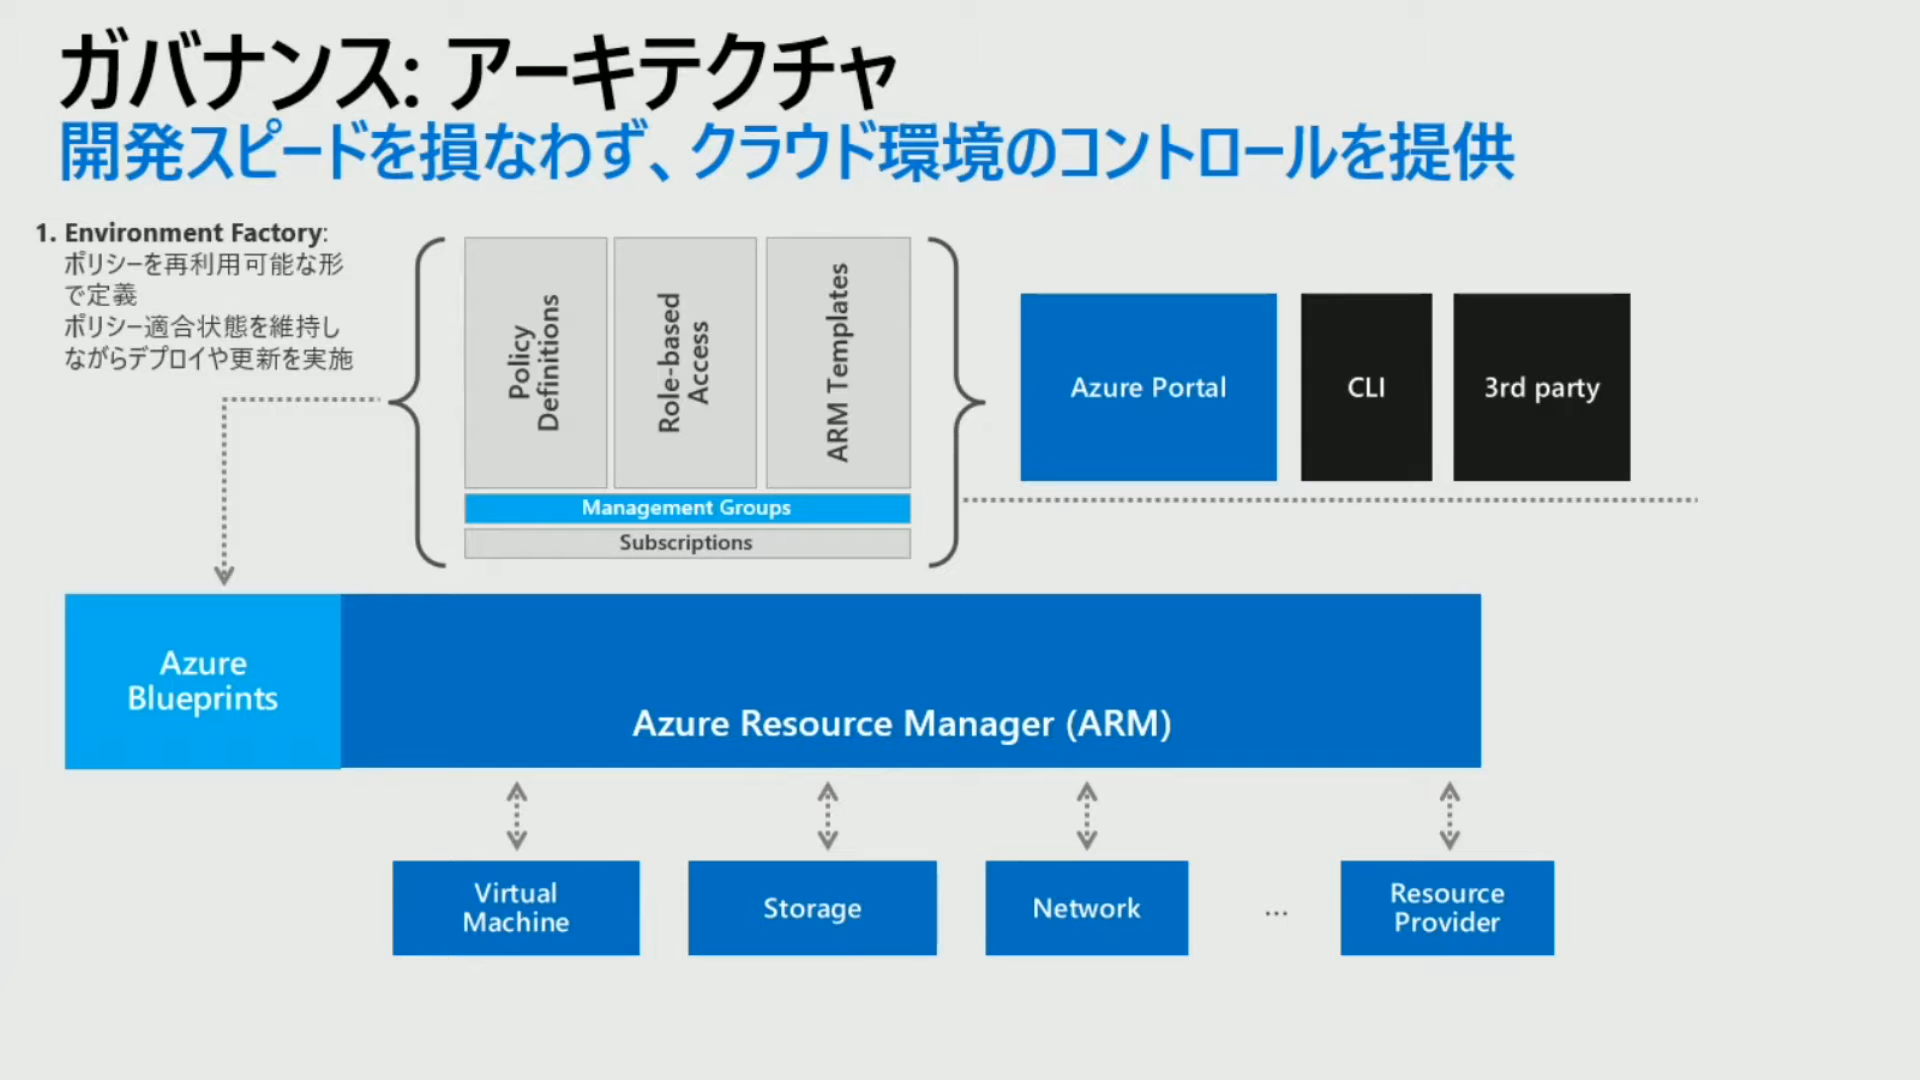 ガバナンス: アーキテクチャ
開発スピードを損なわず、クラウド環境のコントロールを提供
1. Environment Factory:
ポリシーを再利用可能な形
で定義
ポリシー適合状態を維持し
ながらデプロイや更新を実施
Policy
Definitions
Role-based
Access
ARM Templates
Management Groups
Subscriptions
Azure Portal
CLI
3rd party
Azure
Blueprints
Azure Resource Manager (ARM)
Virtual
Machine
Storage
Network
...
Resource
Provider